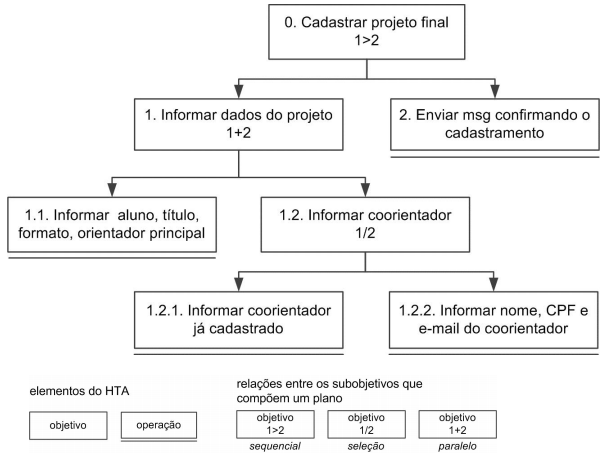 0. Cadastrar projeto final
1>2
1. Informar dados do projeto
1+2
2. Enviar msg confirmando o
cadastramento
1.1. Informar aluno, título,
formato, orientador principal
1.2. Informar coorientador
1/2
1.2.1. Informar coorientador
já cadastrado
1.2.2. Informar nome, CPF e
e-mail do coorientador
elementos do HTA
objetivo
operação
relações entre os subobjetivos que
compõem um plano
objetivo
1>2
sequencial
objetivo
1/2
seleção
objetivo
1+2
paralelo